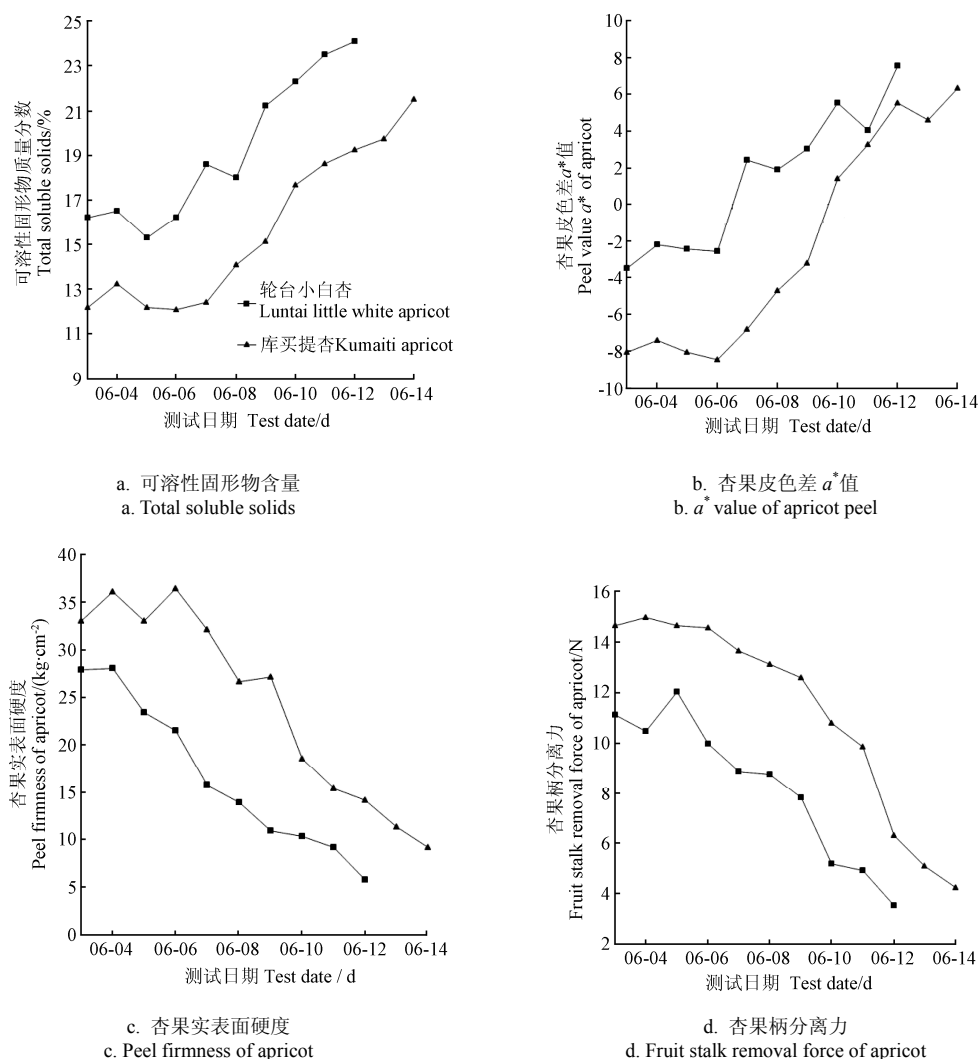 25
23
21
19
17
15
13
11
9
可溶性固形物质量分数
Total soluble solids/%
轮台小白杏
Luntai little white apricot
库买提杏Kumaiti apricot
06-04 06-06 06-08 06-10 06-12 06-14
测试日期 Test date/d
a. 可溶性固形物含量
a. Total soluble solids
10
8
6
4
2
0
-2
-4
-6
-8
-10
杏果皮色差a*值
Peel value a* of apricot
06-04 06-06 06-08 06-10 06-12 06-14
测试日期 Test date/d
b. 杏果皮色差 a*值
b. a* value of apricot peel
40
35
30
25
20
15
10
5
0
杏果实表面硬度
Peel firmness of apricot/(kg·cm-2)
06-04 06-06 06-08 06-10 06-12 06-14
测试日期 Test date / d
c. 杏果实表面硬度
c. Peel firmness of apricot
16
14
12
10
8
6
4
2
杏果柄分离力
Fruit stalk removal force of apricot/N
06-04 06-06 06-08 06-10 06-12 06-14
测试日期 Test date/d
d. 杏果柄分离力
d. Fruit stalk removal force of apricot